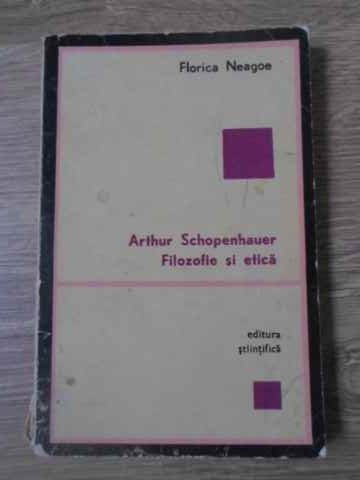 Florica Neagoe
Arthur Schopenhauer
Filozofie și etică
editura
științifică